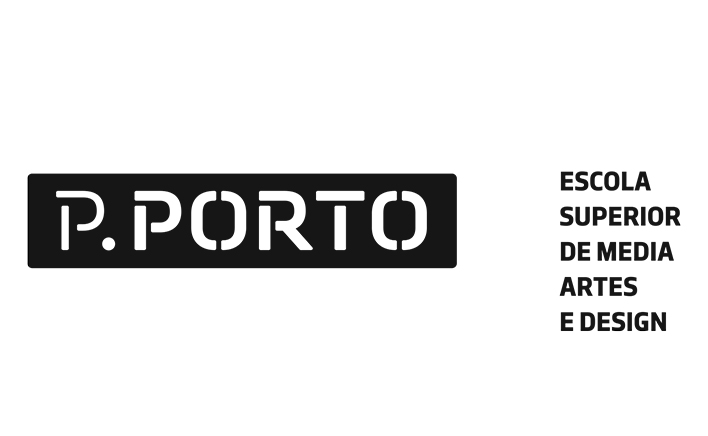 P.PORTO
ESCOLA
SUPERIOR
DE MEDIA
ARTES
E DESIGN